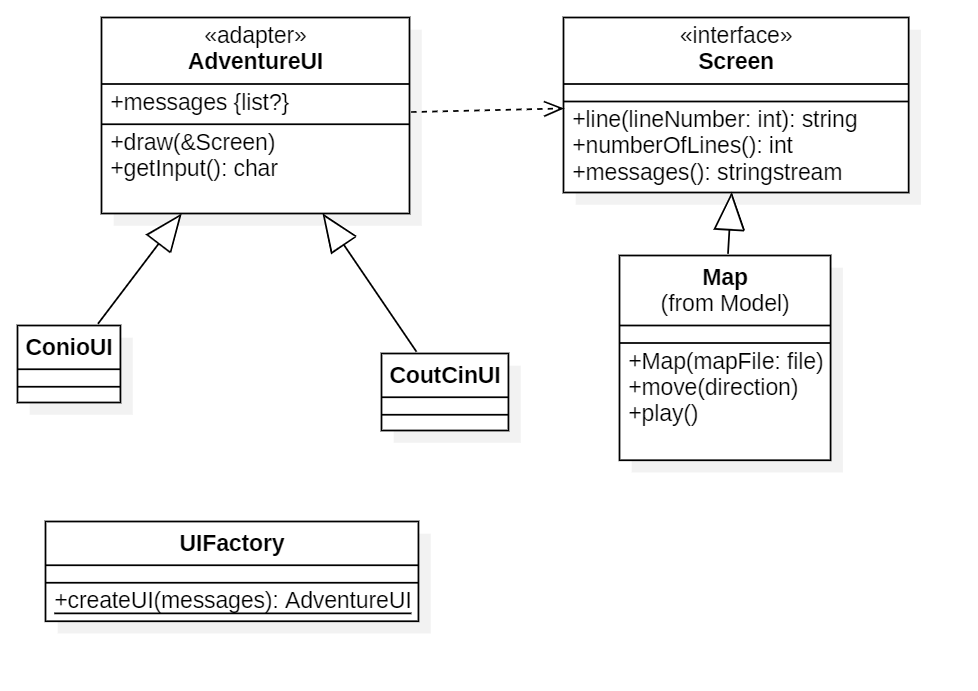 «adapter»
AdventureUI
+messages {list?}
+draw(&Screen)
+getInput(): char
«interface»
Screen
+line(lineNumber: int): string
+numberOfLines(): int
+messages(): stringstream
ConioUI
CoutCinUI
Map
(from Model)
+Map(mapFile: file)
+move(direction)
+play()
UIFactory
+createUI(messages): AdventureUI